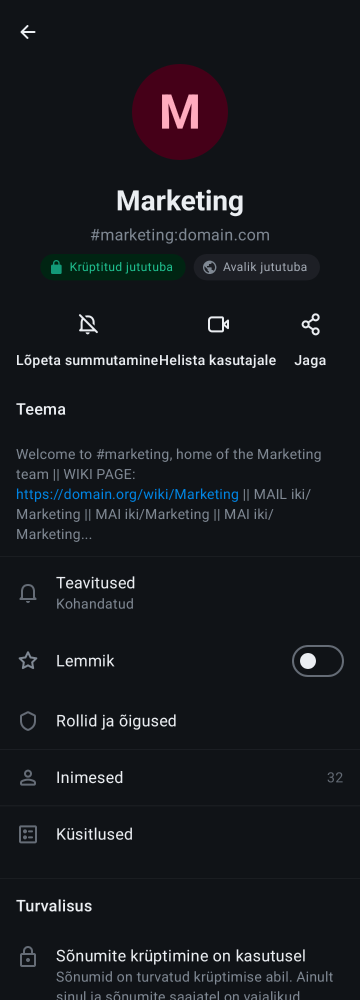 M
Marketing
#marketing:domain.com
Krüptitud jututuba
Avalik jututuba
Lõpeta summutamine
Helista kasutajale
Jaga
Teema
Welcome to #marketing, home of the Marketing
team || WIKI PAGE:
https://domain.org/wiki/Marketing || MAIL iki/
Marketing || MAI iki/Marketing || MAI iki/
Marketing...
Teavitused
Kohandatud
Lemmik
Rollid ja õigused
Inimesed 32
Küsitlused
Turvalisus
Sõnumite krüptimine on kasutusel
Sõnumid on turvatud krüptimise abil. Ainult
sinul ja sõnumite saajatel on vajalikud